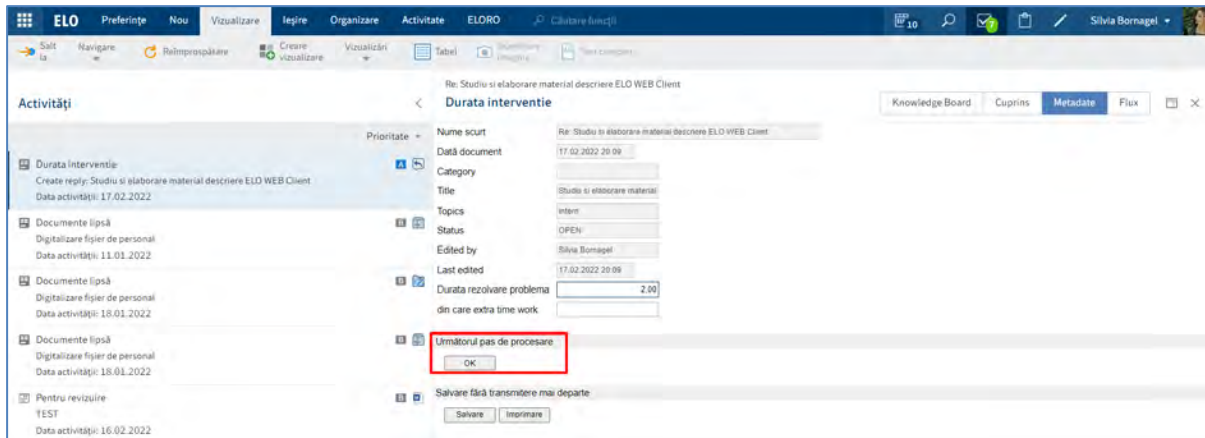 ELO Preferințe Nou Vizualizare Ieșire Organizare Activitate ELORO Căutare funcții 10 7 Silvia Bornagel
Salt la Navigare Reîmprospătare Creare vizualizare Vizualizări Tabel
Activități
Prioritate
Durata interventie A
Create reply: Studiu si elaborare material descriere ELO WEB Client
Data activității: 17.02.2022
Documente lipsă
Digitalizare fișier de personal
Data activității: 11.01.2022
Documente lipsă
Digitalizare fișier de personal
Data activității: 18.01.2022
Documente lipsă
Digitalizare fișier de personal
Data activității: 18.01.2022
Pentru revizuire
TEST
Data activității: 16.02.2022
Re: Studiu si elaborare material descriere ELO WEB Client
Durata interventie Knowledge Board Cuprins Metadate Flux
Nume scurt Re: Studiu si elaborare material descriere ELO WEB Client
Dată document 17.02.2022 20:09
Category
Title Studiu si elaborare material
Topics Intern
Status OPEN
Edited by Silvia Bornagel
Last edited 17.02.2022 20:09
Durata rezolvare problema 2.00
din care extra time work
Următorul pas de procesare
OK
Salvare fără transmitere mai departe
Salvare Imprimare